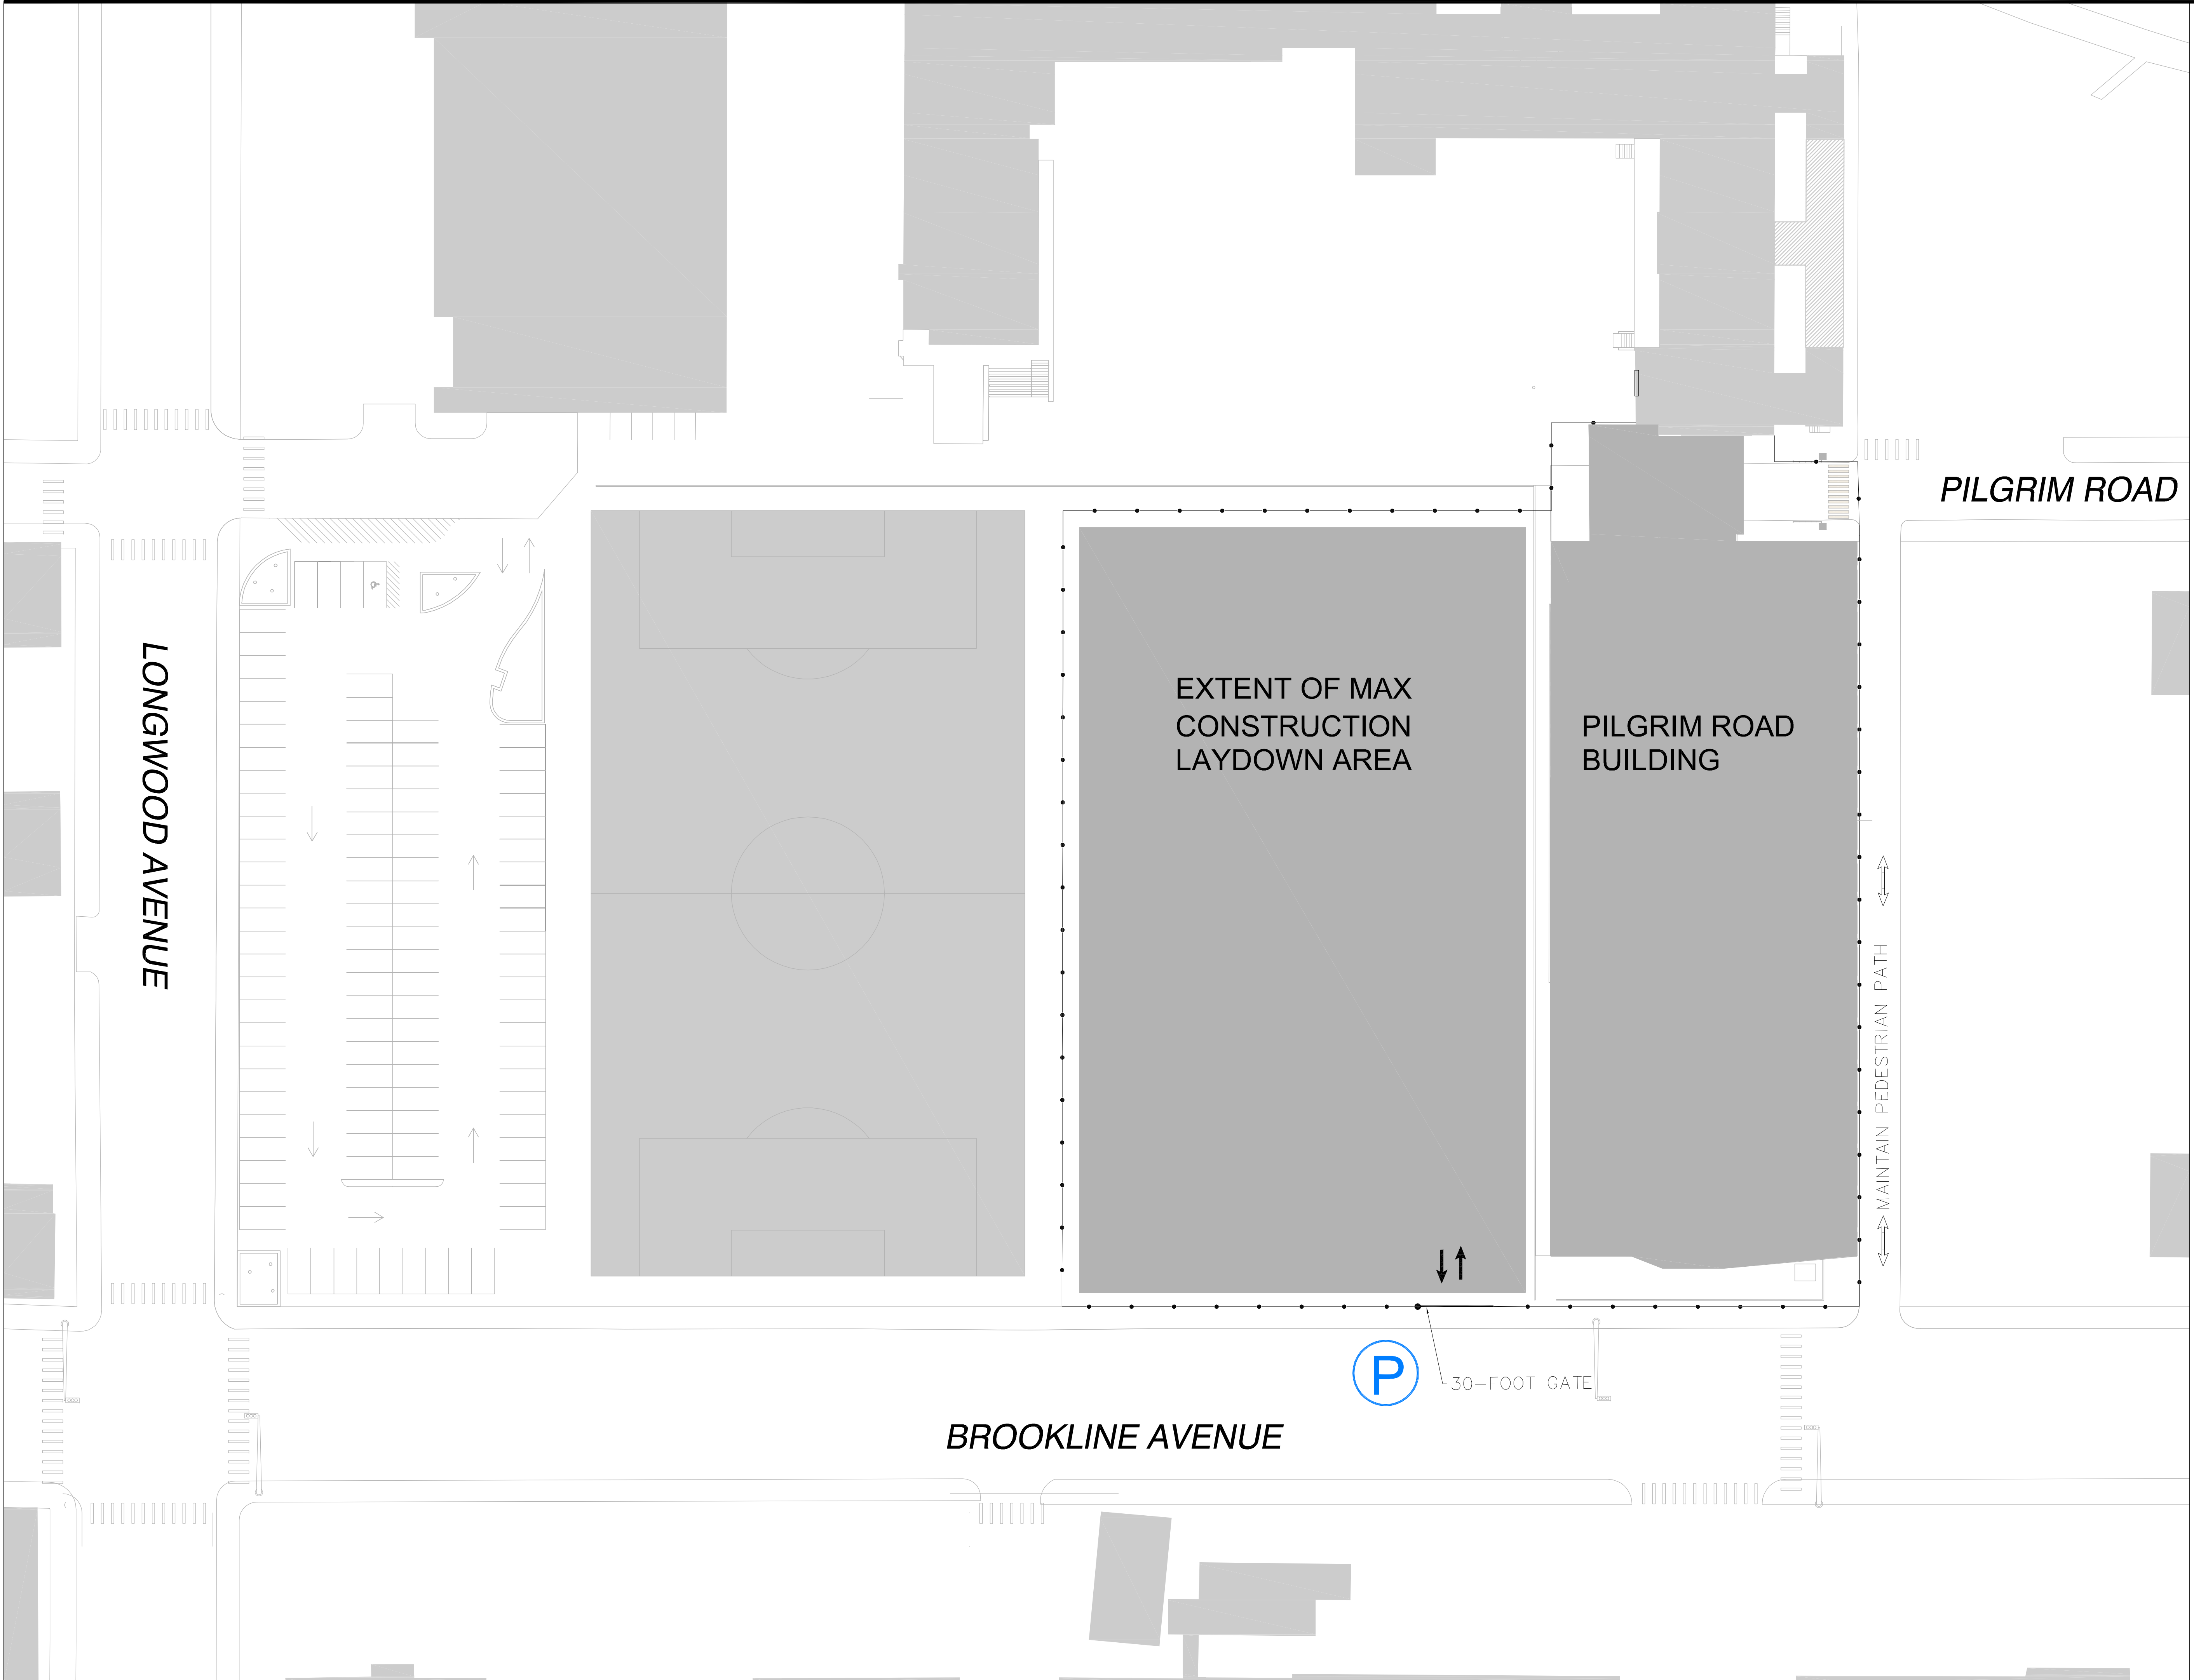 PILGRIM ROAD
LONGWOOD AVENUE
EXTENT OF MAX
CONSTRUCTION
LAYDOWN AREA
PILGRIM ROAD
BUILDING
MAINTAIN PEDESTRIAN PATH
P
30-FOOT GATE
BROOKLINE AVENUE